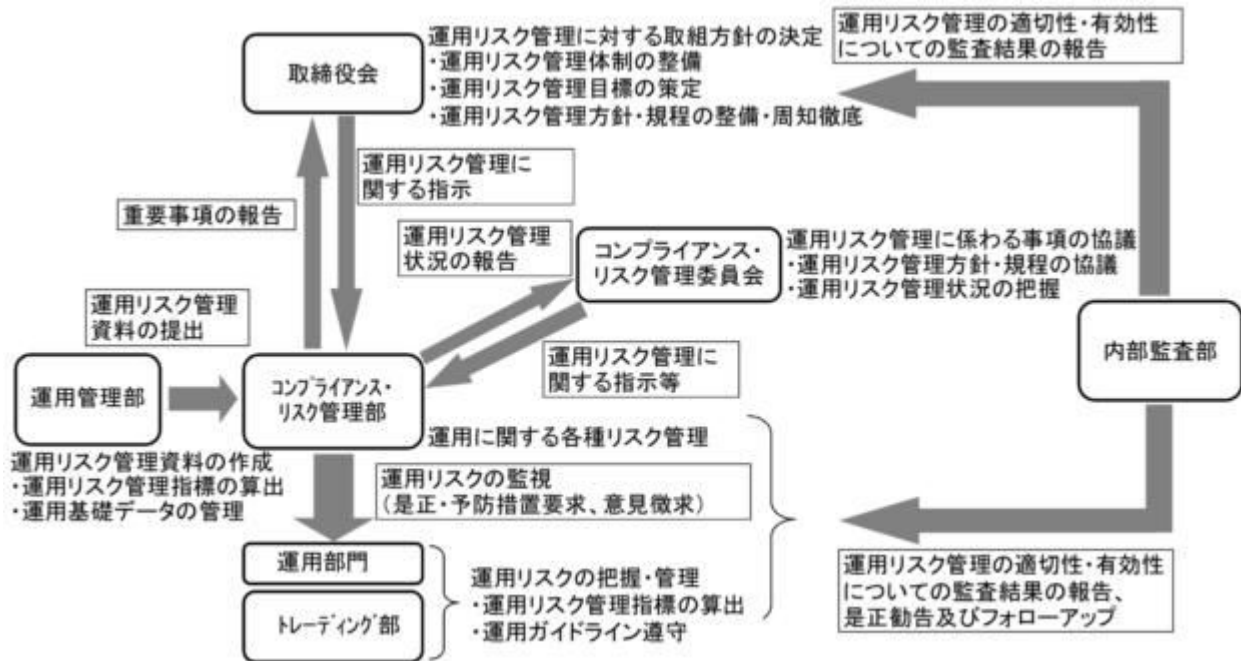 取締役会
運用リスク管理に対する取組方針の決定
・運用リスク管理体制の整備
・運用リスク管理目標の策定
・運用リスク管理方針・規程の整備・周知徹底
運用リスク管理の適切性・有効性
についての監査結果の報告
運用リスク管理に
関する指示
重要事項の報告
運用リスク管理
状況の報告
コンプライアンス・
リスク管理委員会
運用リスク管理に係わる事項の協議
・運用リスク管理方針・規程の協議
・運用リスク管理状況の把握
運用リスク管理
資料の提出
運用リスク管理に
関する指示等
内部監査部
運用管理部
コンプライアンス・
リスク管理部
運用に関する各種リスク管理
運用リスク管理資料の作成
・運用リスク管理指標の算出
・運用基礎データの管理
運用リスクの監視
（是正・予防措置要求、意見徴求）
運用部門
トレーディング部
運用リスクの把握・管理
・運用リスク管理指標の算出
・運用ガイドライン遵守
運用リスク管理の適切性・有効性
についての監査結果の報告、
是正勧告及びフォローアップ